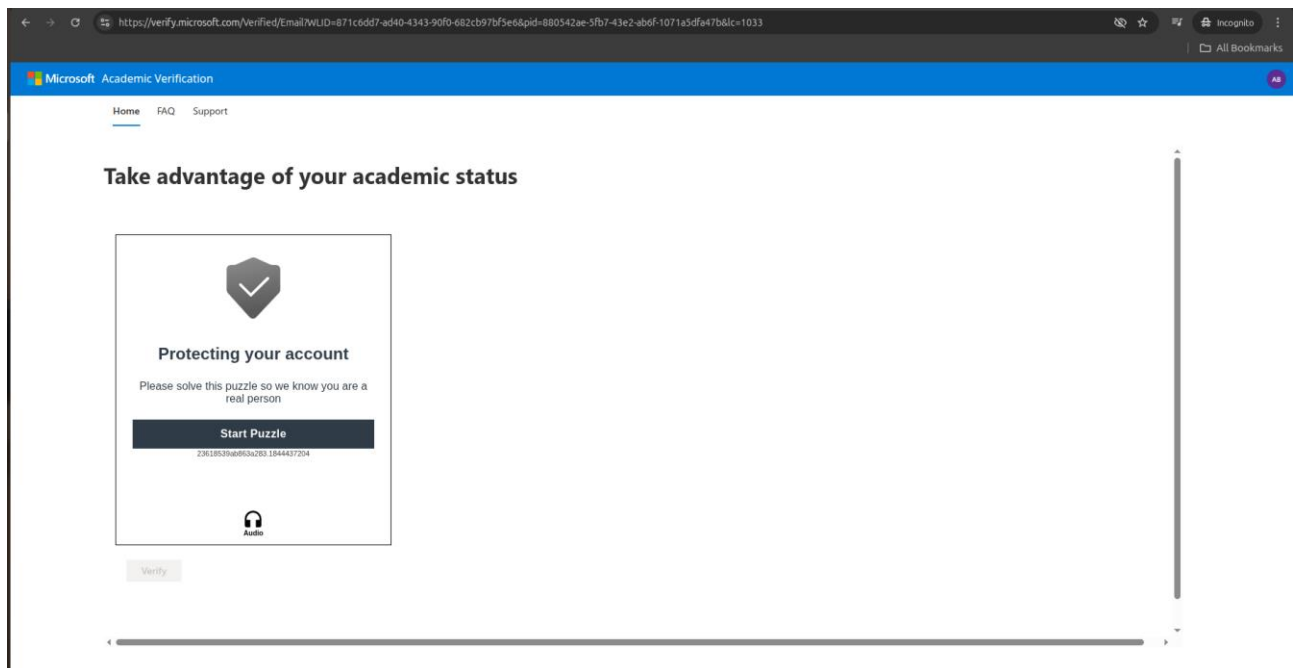 https://verify.microsoft.com/Verified/Email?WLID=871c6dd7-ad40-4343-90f0-682cb97bf5e6&pid=880542ae-5fb7-43e2-ab6f-1071a5dfa47b&lc=1033
Incognito
All Bookmarks
Microsoft Academic Verification
AB
Home FAQ Support
Take advantage of your academic status
Protecting your account
Please solve this puzzle so we know you are a
real person
Start Puzzle
23618539ab863a283.1844437204
Audio
Verify